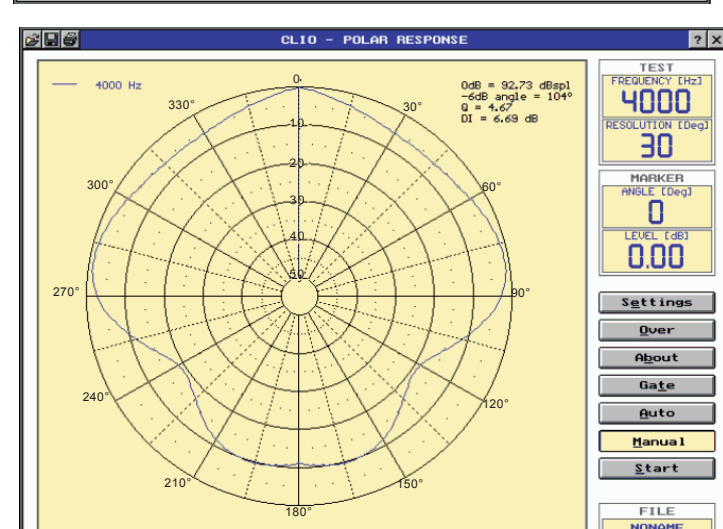 CLIO - POLAR RESPONSE
? X
4000 Hz
0dB = 92.73 dBspl
-6dB angle = 104°
Q = 4.67
DI = 6.69 dB
0
330°
30°
10
300°
20
60°
30
40
50
270°
90°
240°
120°
210°
150°
180°
TEST
FREQUENCY [Hz]
4000
RESOLUTION [Deg]
30
MARKER
ANGLE [Deg]
0
LEVEL [dB]
0.00
Settings
Over
About
Gate
Auto
Manual
Start
FILE
NONAME